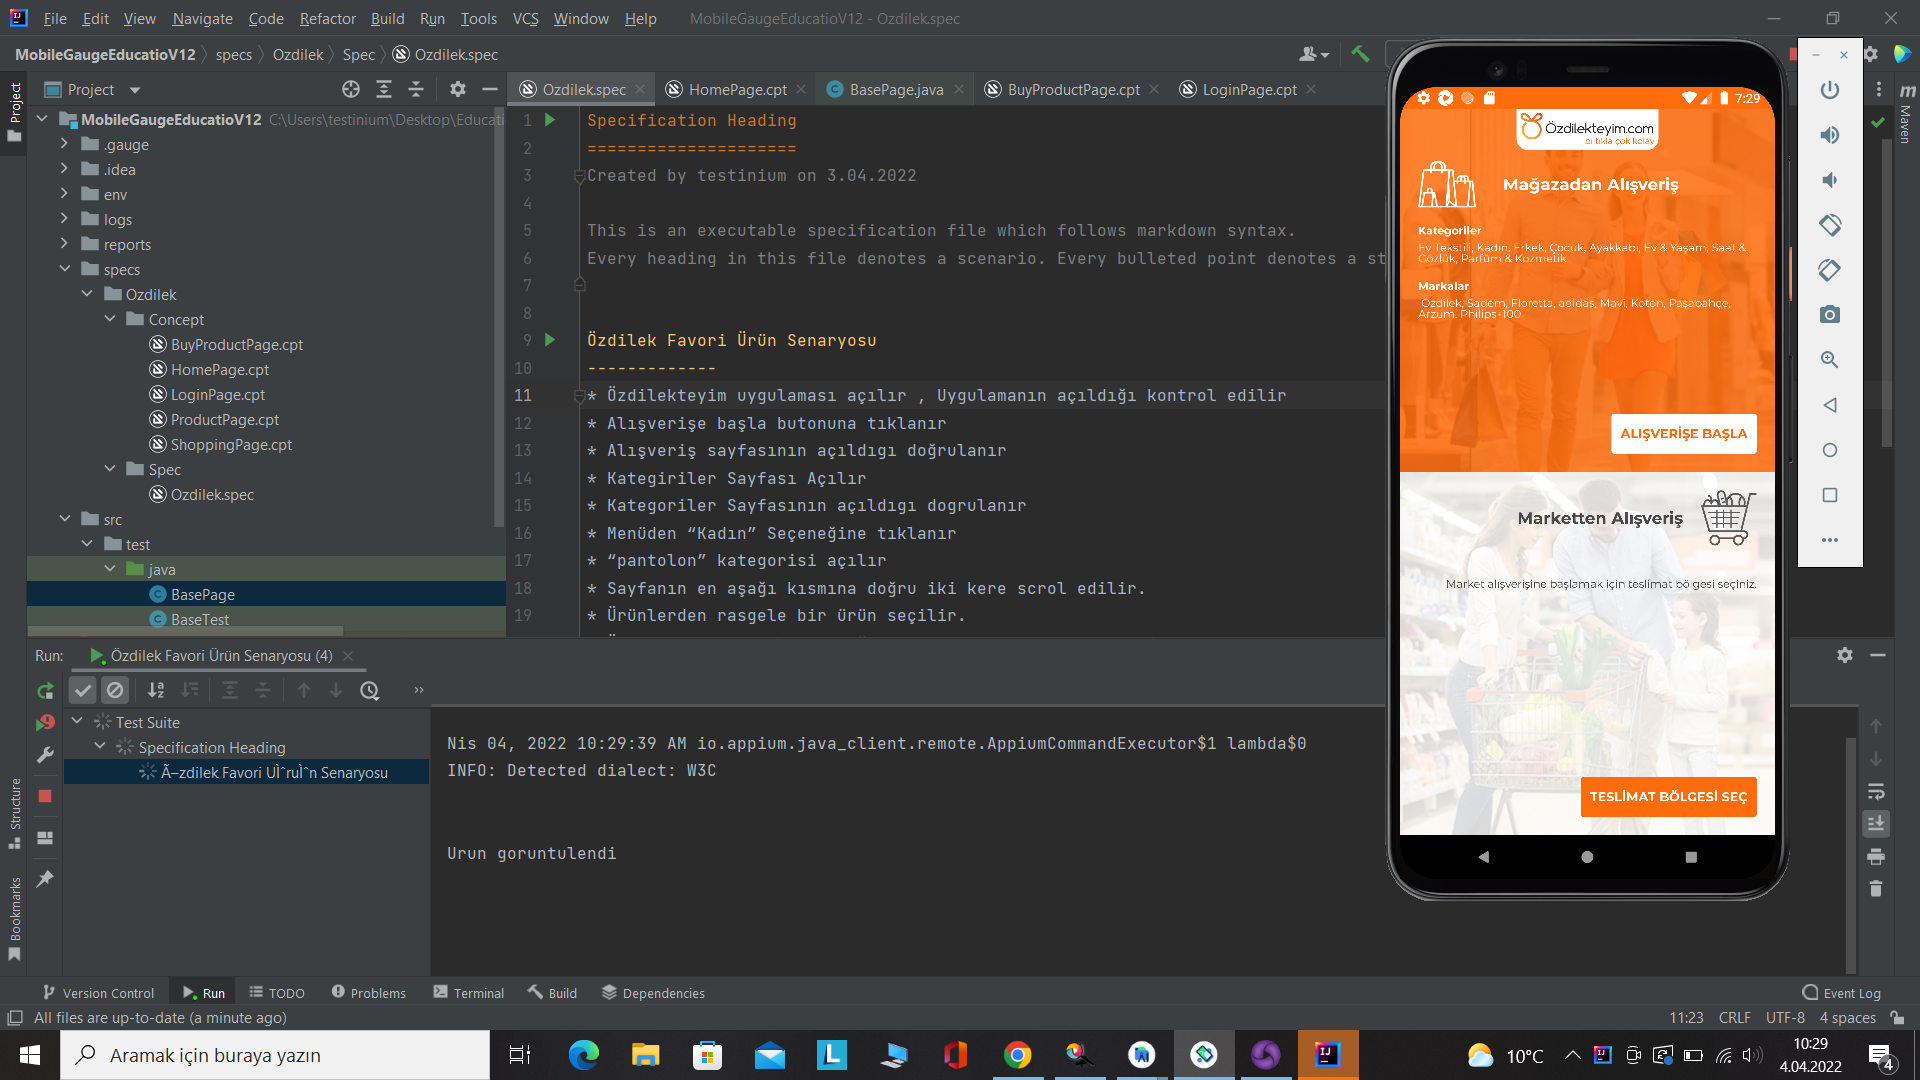 File Edit View Navigate Code Refactor Build Run Tools VCS Window Help MobileGaugeEducatioV12 - Ozdilek.spec
MobileGaugeEducatioV12 specs Ozdilek Spec Ozdilek.spec
Project
Project
Ozdilek.spec HomePage.cpt BasePage.java BuyProductPage.cpt LoginPage.cpt
MobileGaugeEducatioV12 C:\Users\testinium\Desktop\Educati
.gauge
.idea
env
logs
reports
specs
Ozdilek
Concept
BuyProductPage.cpt
HomePage.cpt
LoginPage.cpt
ProductPage.cpt
ShoppingPage.cpt
Spec
Ozdilek.spec
src
test
java
BasePage
BaseTest
1 Specification Heading
2 =====================
3 Created by testinium on 3.04.2022
4
5 This is an executable specification file which follows markdown syntax.
6 Every heading in this file denotes a scenario. Every bulleted point denotes a st
7
8
9 Özdilek Favori Ürün Senaryosu
10 -------------
11 * Özdilekteyim uygulaması açılır , Uygulamanın açıldığı kontrol edilir
12 * Alışverişe başla butonuna tıklanır
13 * Alışveriş sayfasının açıldıgı doğrulanır
14 * Kategiriler Sayfası Açılır
15 * Kategoriler Sayfasının açıldıgı dogrulanır
16 * Menüden “Kadın” Seçeneğine tıklanır
17 * “pantolon” kategorisi açılır
18 * Sayfanın en aşağı kısmına doğru iki kere scrol edilir.
19 * Ürünlerden rasgele bir ürün seçilir.
7:29
Özdilekteyim.com
bi tıkla çok kolay
Mağazadan Alışveriş
Kategoriler
Ev Tekstili, Kadın, Erkek, Çocuk, Ayakkabı, Ev & Yaşam, Saat &
Gözlük, Parfüm & Kozmetik
Markalar
Özdilek, Sadem, Floretta, adidas, Mavi, Koton, Paşabahçe,
Arzum, Philips+100
ALIŞVERİŞE BAŞLA
Marketten Alışveriş
Market alışverişine başlamak için teslimat bölgesi seçiniz.
TESLİMAT BÖLGESİ SEÇ
m
Maven
Run: Özdilek Favori Ürün Senaryosu (4)
Test Suite
Specification Heading
Ã–zdilek Favori UÌˆruÌˆn Senaryosu
Nis 04, 2022 10:29:39 AM io.appium.java_client.remote.AppiumCommandExecutor$1 lambda$0
INFO: Detected dialect: W3C
Urun goruntulendi
Structure
Bookmarks
Version Control Run TODO Problems Terminal Build Dependencies Event Log
All files are up-to-date (a minute ago) 11:23 CRLF UTF-8 4 spaces
Aramak için buraya yazın
10°C
10:29
4.04.2022
4